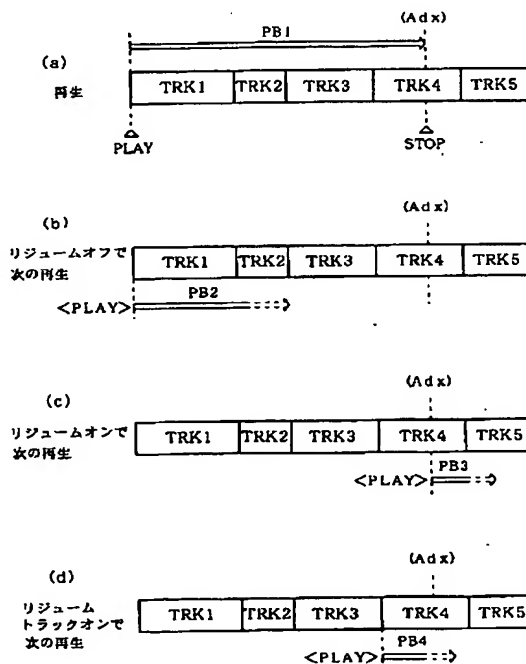 (Adx)
PB1
(a)
再生
TRK1 TRK2 TRK3 TRK4 TRK5
PLAY STOP
(b)
(Adx)
リジュームオフで
次の再生
TRK1 TRK2 TRK3 TRK4 TRK5
<PLAY> PB2
(c)
(Adx)
リジュームオンで
次の再生
TRK1 TRK2 TRK3 TRK4 TRK5
<PLAY> PB3
(d)
(Adx)
リジューム
トラックオンで
次の再生
TRK1 TRK2 TRK3 TRK4 TRK5
<PLAY> PB4